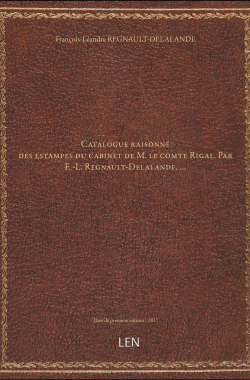 François-Léandre REGNAULT-DELALANDE
CATALOGUE RAISONNÉ
DES ESTAMPES DU CABINET DE M. LE COMTE RIGAL. PAR
F.-L. REGNAULT-DELALANDE, ...
Date de première édition : 1817
LEN